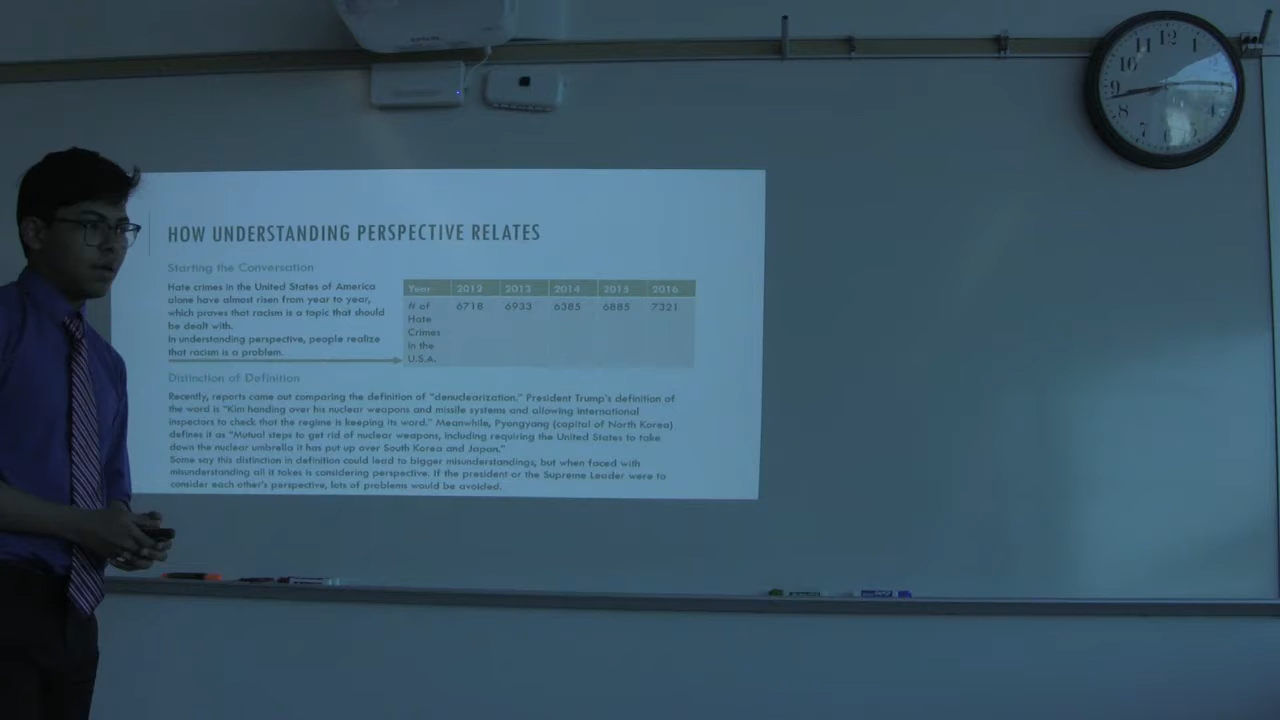 EPSON
12
11
1
10
9
8
7
5
HOW UNDERSTANDING PERSPECTIVE RELATES
Starting the Conversation
Hate crimes in the United States of America
alone have almost risen from year to year,
which proves that racism is a topic that should
be dealt with.
In understanding perspective, people realize
that racism is a problem.
Year 2012 2013 2014 2015 2016
# of 6718 6933 6385 6885 7321
Hate
Crimes
in the
U.S.A.
Distinction of Definition
Recently, reports came out comparing the definition of "denuclearization." President Trump's definition of
the word is "Kim handing over his nuclear weapons and missile systems and allowing international
inspectors to check that the regime is keeping its word." Meanwhile, Pyongyang (capital of North Korea)
defines it as "Mutual steps to get rid of nuclear weapons, including requiring the United States to take
down the nuclear umbrella it has put up over South Korea and Japan."
Some say this distinction in definition could lead to bigger misunderstandings, but when faced with
misunderstanding all it takes is considering perspective. If the president or the Supreme Leader were to
consider each other's perspective, lots of problems would be avoided.